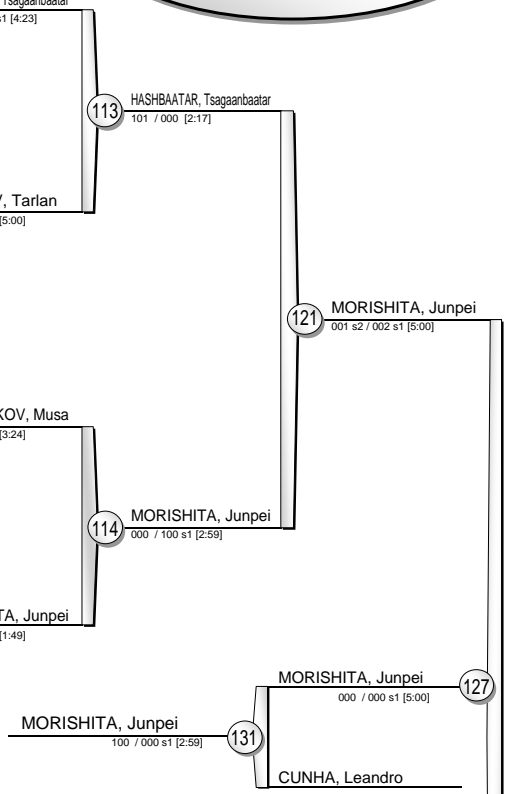 Tsagaanbaatar
s1 [4:23]
113
HASHBAATAR, Tsagaanbaatar
101 / 000 [2:17]
, Tarlan
[5:00]
121
MORISHITA, Junpei
001 s2 / 002 s1 [5:00]
KOV, Musa
[3:24]
114
MORISHITA, Junpei
000 / 100 s1 [2:59]
TA, Junpei
[1:49]
MORISHITA, Junpei
000 / 000 s1 [5:00]
127
MORISHITA, Junpei
100 / 000 s1 [2:59]
131
CUNHA, Leandro